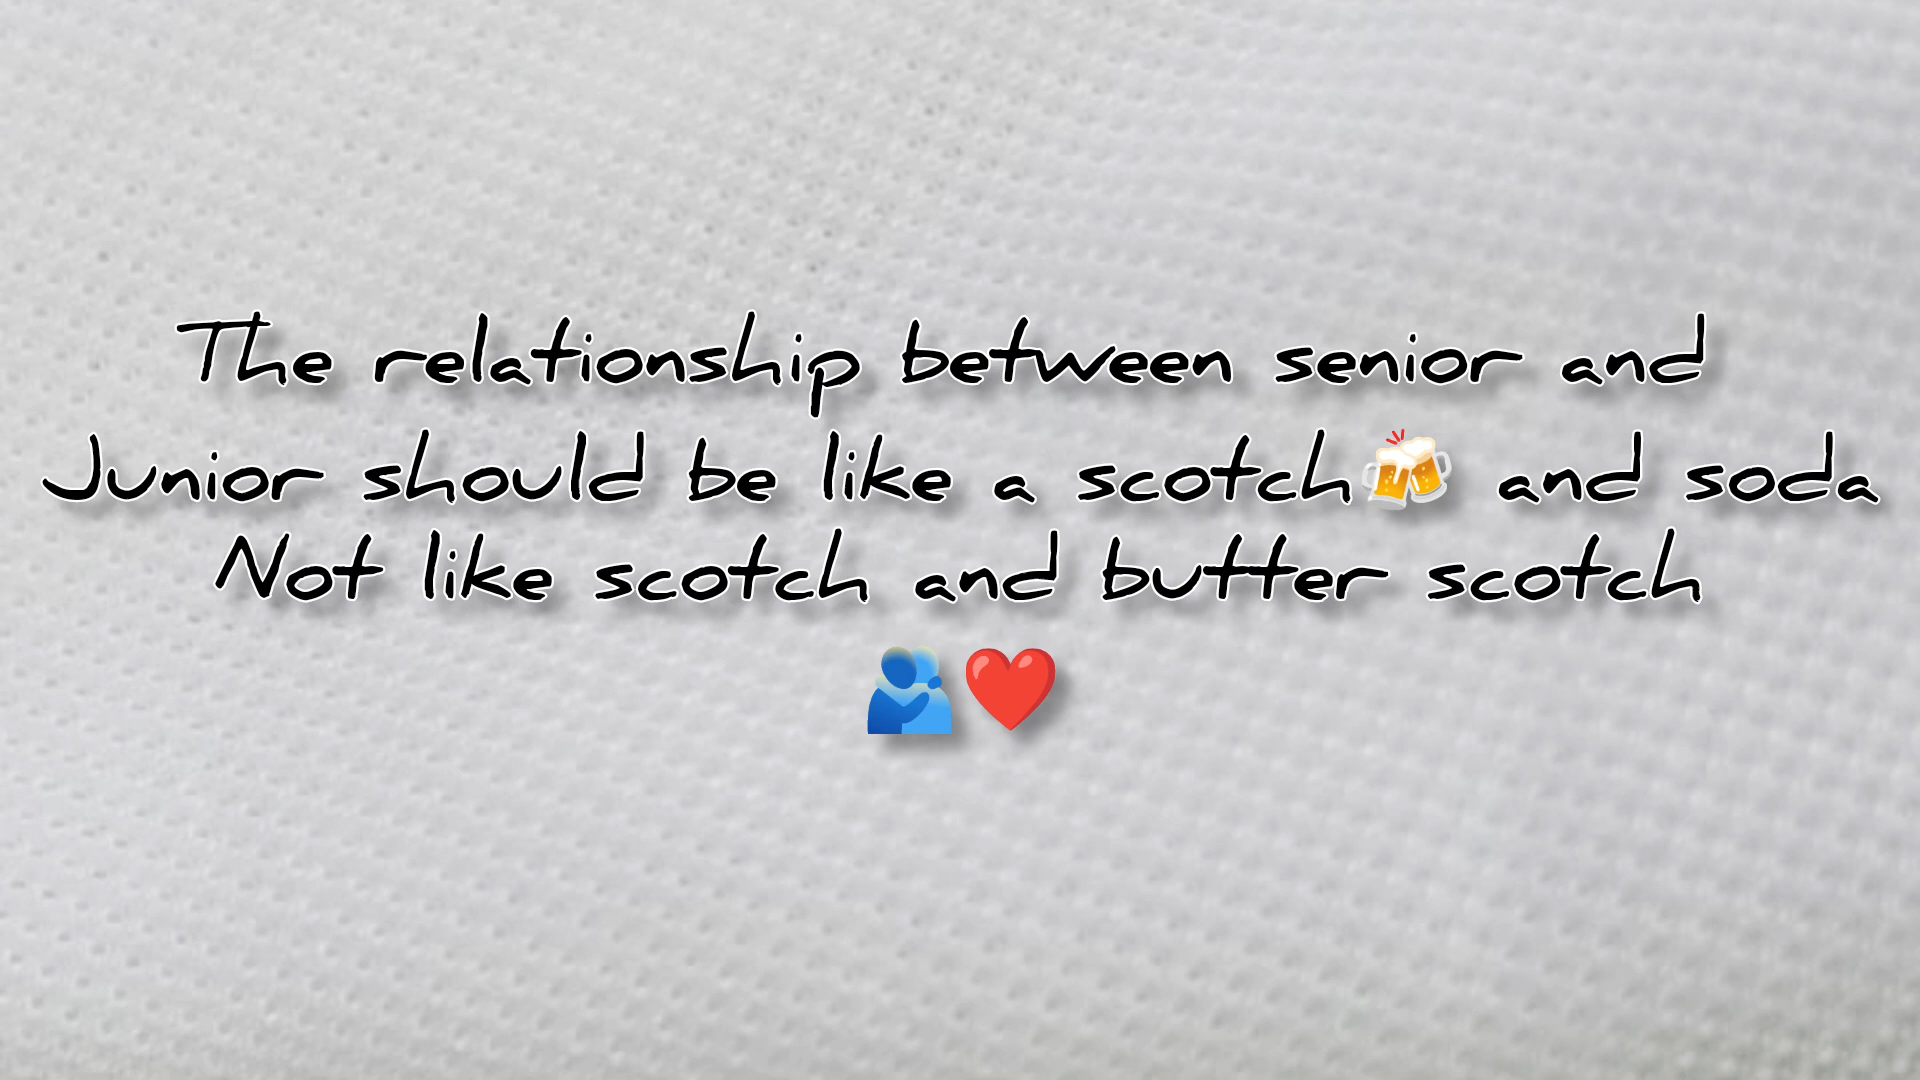 The relationship between senior and
Junior should be like a scotch🍻 and soda
Not like scotch and butter scotch
🫂❤️